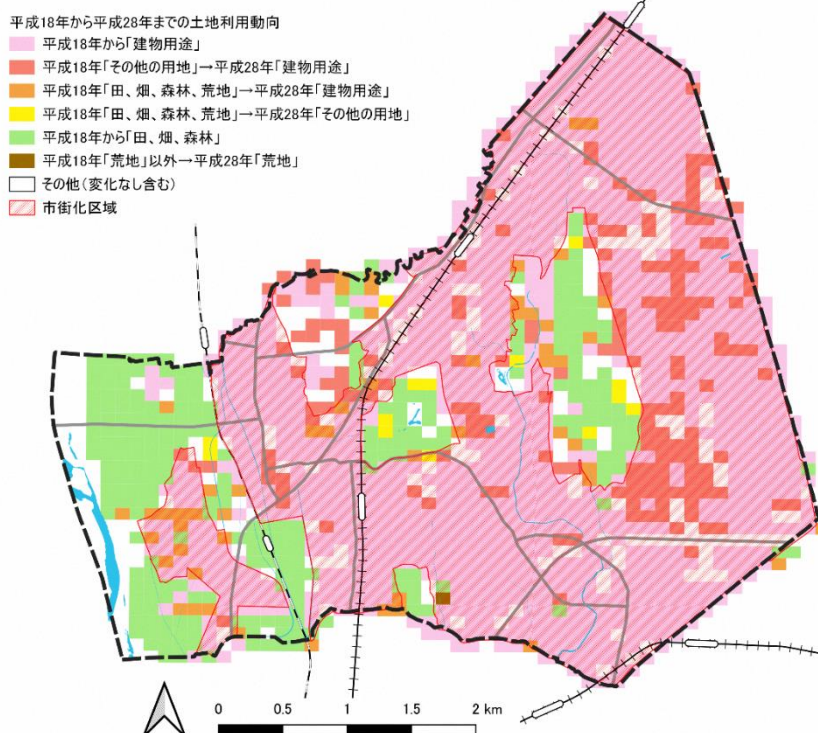 平成18年から平成28年までの土地利用動向
平成18年から「建物用途」
平成18年「その他の用地」→平成28年「建物用途」
平成18年「田、畑、森林、荒地」→平成28年「建物用途」
平成18年「田、畑、森林、荒地」→平成28年「その他の用地」
平成18年から「田、畑、森林」
平成18年「荒地」以外→平成28年「荒地」
その他(変化なし含む)
市街化区域
0 0.5 1 1.5 2 km